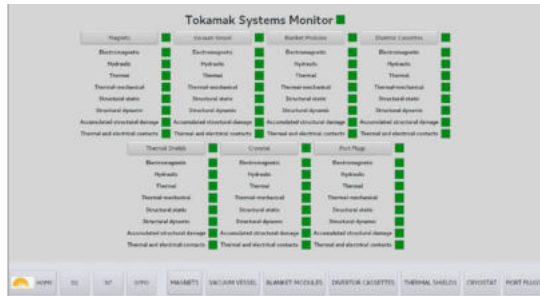 Tokamak Systems Monitor
Magnets Vacuum Vessel Blanket Modules Divertor Cassettes
Electromagnetic Electromagnetic Electromagnetic Electromagnetic
Hydraulic Hydraulic Hydraulic Hydraulic
Thermal Thermal Thermal Thermal
Thermal-mechanical Thermal-mechanical Thermal-mechanical Thermal-mechanical
Structural static Structural static Structural static Structural static
Structural dynamic Structural dynamic Structural dynamic Structural dynamic
Accumulated structural damage Accumulated structural damage Accumulated structural damage Accumulated structural damage
Thermal and electrical contacts Thermal and electrical contacts Thermal and electrical contacts Thermal and electrical contacts
Thermal Shields Cryostat Port Plugs
Electromagnetic Electromagnetic Electromagnetic
Hydraulic Hydraulic Hydraulic
Thermal Thermal Thermal
Thermal-mechanical Thermal-mechanical Thermal-mechanical
Structural static Structural static Structural static
Structural dynamic Structural dynamic Structural dynamic
Accumulated structural damage Accumulated structural damage Accumulated structural damage
Thermal and electrical contacts Thermal and electrical contacts Thermal and electrical contacts
HOME MAGNETS VACUUM VESSEL BLANKET MODULES DIVERTOR CASSETTES THERMAL SHIELDS CRYOSTAT PORT PLUGS